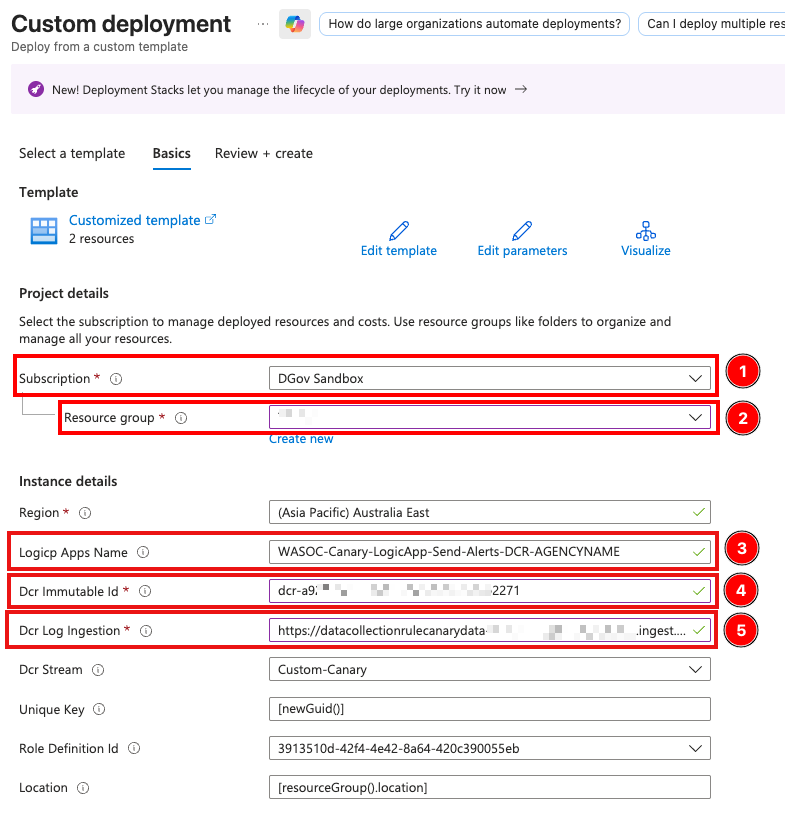 Custom deployment ... How do large organizations automate deployments? Can I deploy multiple res
Deploy from a custom template
New! Deployment Stacks let you manage the lifecycle of your deployments. Try it now →
Select a template Basics Review + create
Template
Customized template
2 resources
Edit template Edit parameters Visualize
Project details
Select the subscription to manage deployed resources and costs. Use resource groups like folders to organize and
manage all your resources.
Subscription * DGov Sandbox 1
Resource group * 2
Create new
Instance details
Region * (Asia Pacific) Australia East
Logicp Apps Name WASOC-Canary-LogicApp-Send-Alerts-DCR-AGENCYNAME 3
Dcr Immutable Id * dcr-a92 2271 4
Dcr Log Ingestion * https://datacollectionrulecanarydata- .ingest.... 5
Dcr Stream Custom-Canary
Unique Key [newGuid()]
Role Definition Id 3913510d-42f4-4e42-8a64-420c390055eb
Location [resourceGroup().location]